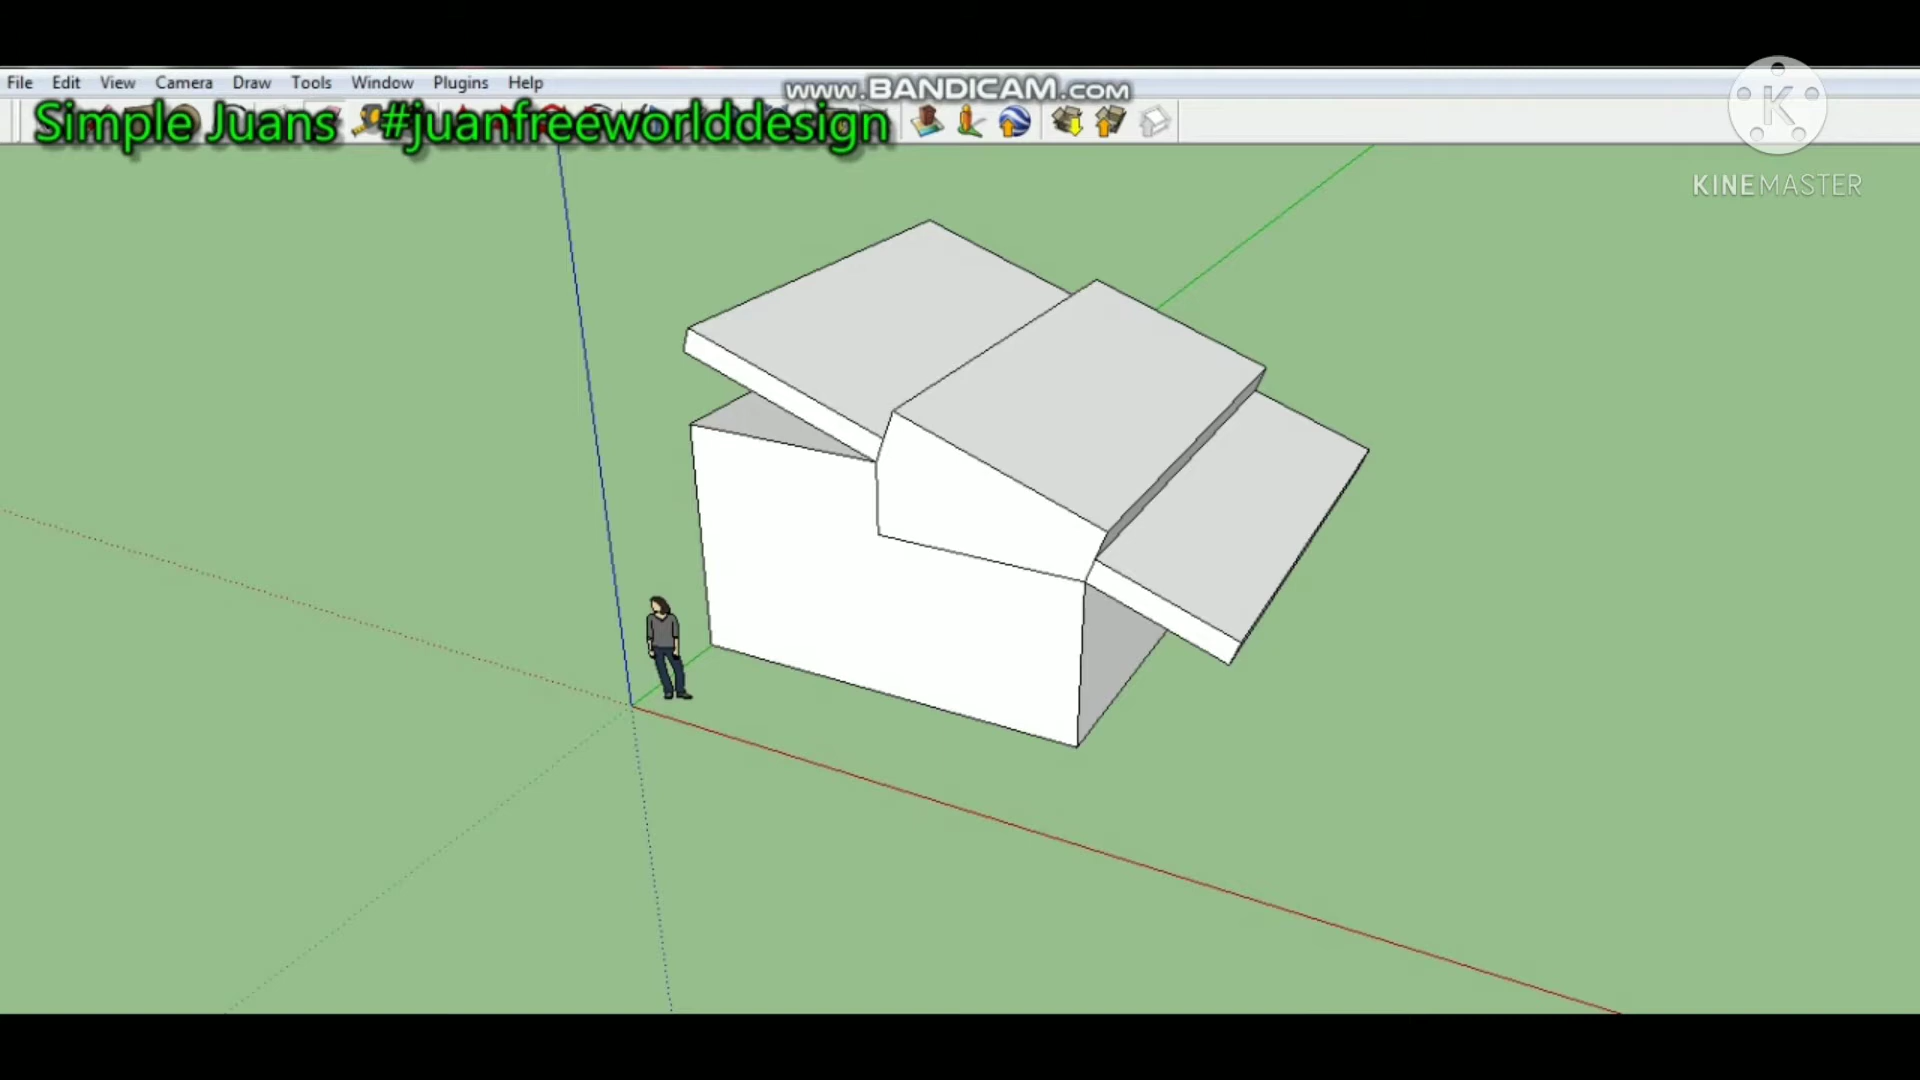 File Edit View Camera Draw Tools Window Plugins Help
www.BANDICAM.com
Simple Juans #juanfreeworlddesign
K
KINEMASTER